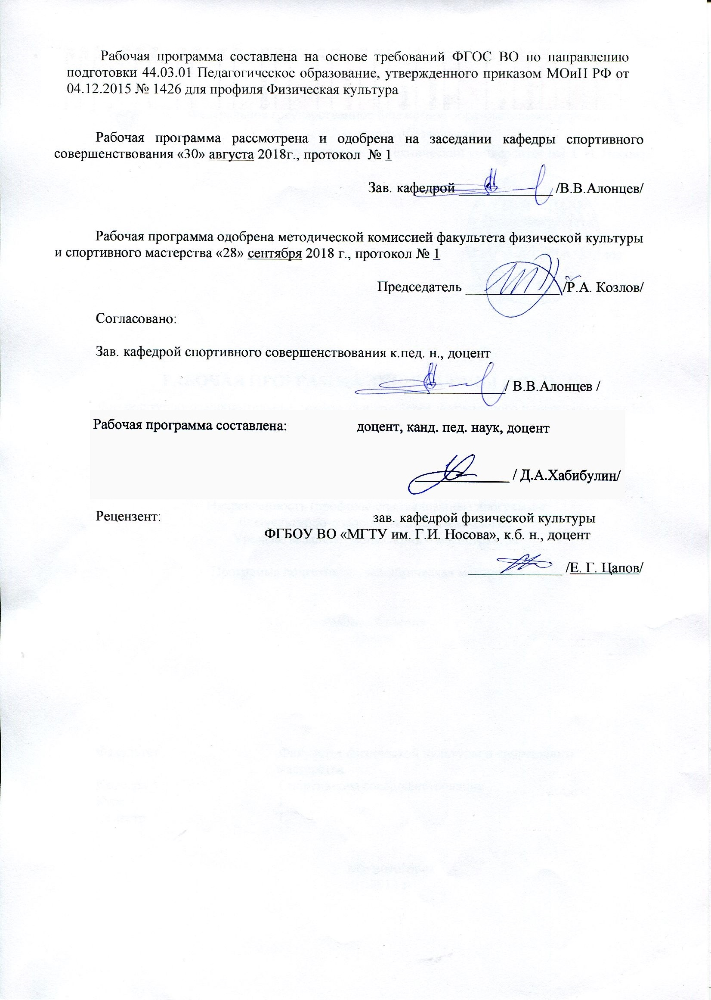 Рабочая программа составлена на основе требований ФГОС ВО по направлению
подготовки 44.03.01 Педагогическое образование, утвержденного приказом МОиН РФ от
04.12.2015 № 1426 для профиля Физическая культура
Рабочая программа рассмотрена и одобрена на заседании кафедры спортивного
совершенствования «30» августа 2018г., протокол № 1
Зав. кафедрой ____________ /В.В.Алонцев/
Рабочая программа одобрена методической комиссией факультета физической культуры
и спортивного мастерства «28» сентября 2018 г., протокол № 1
Председатель ____________ /Р.А. Козлов/
Согласовано:
Зав. кафедрой спортивного совершенствования к.пед. н., доцент
____________/ В.В.Алонцев /
Рабочая программа составлена: доцент, канд. пед. наук, доцент
____________ / Д.А.Хабибулин/
Рецензент: зав. кафедрой физической культуры
ФГБОУ ВО «МГТУ им. Г.И. Носова», к.б. н., доцент
____________ /Е. Г. Цапов/